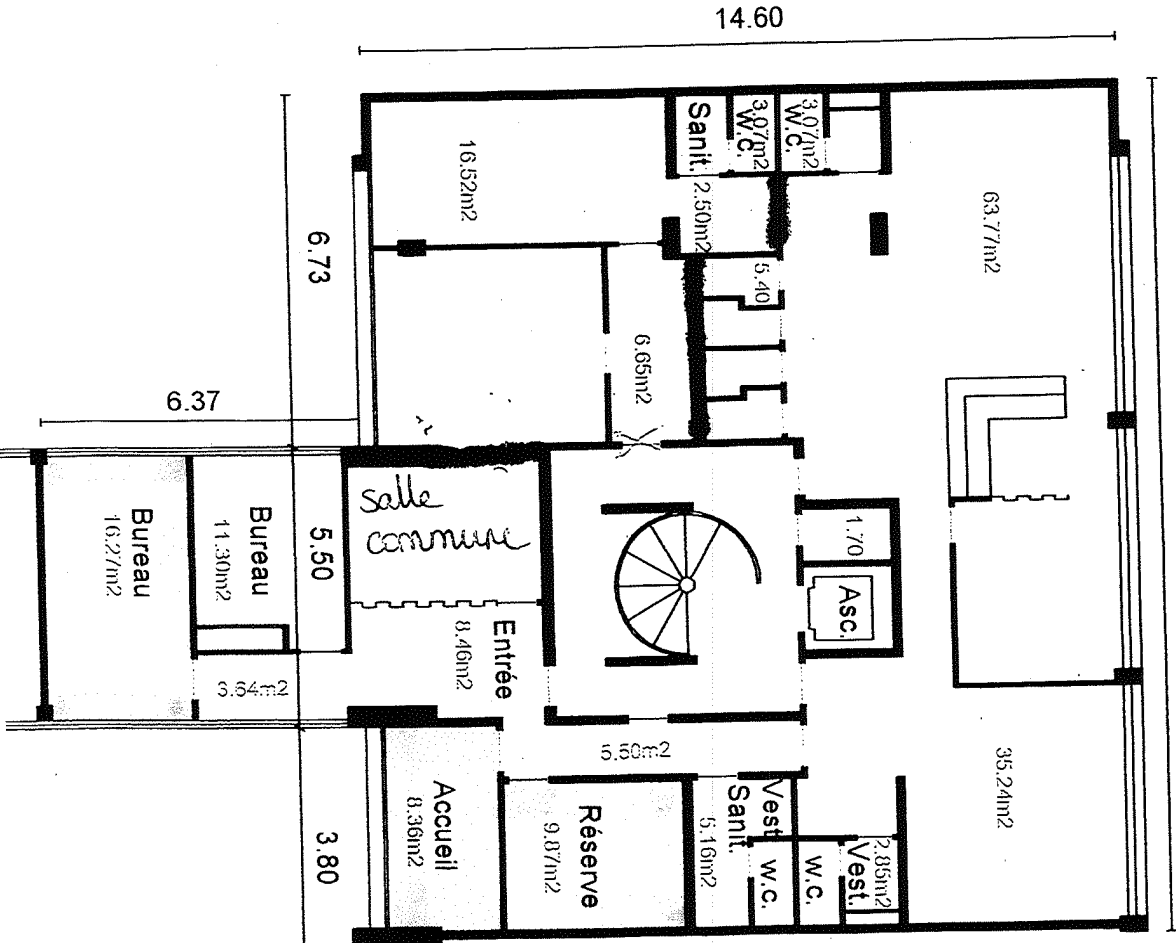 14.60
3.07m2
W.C.
3.07m2
W.C.
Sanit.
16.52m2
2.50m2
63.77m2
6.73
5.40
6.65m2
6.37
salle
commune
Bureau
16.27m2
Bureau
11.30m2
5.50
1.70
Asc.
Entrée
8.46m2
3.64m2
5.50m2
35.24m2
Accueil
8.36m2
Réserve
9.87m2
Vest.
Sanit.
5.16m2
w.c.
w.c.
2.85m2
Vest.
3.80